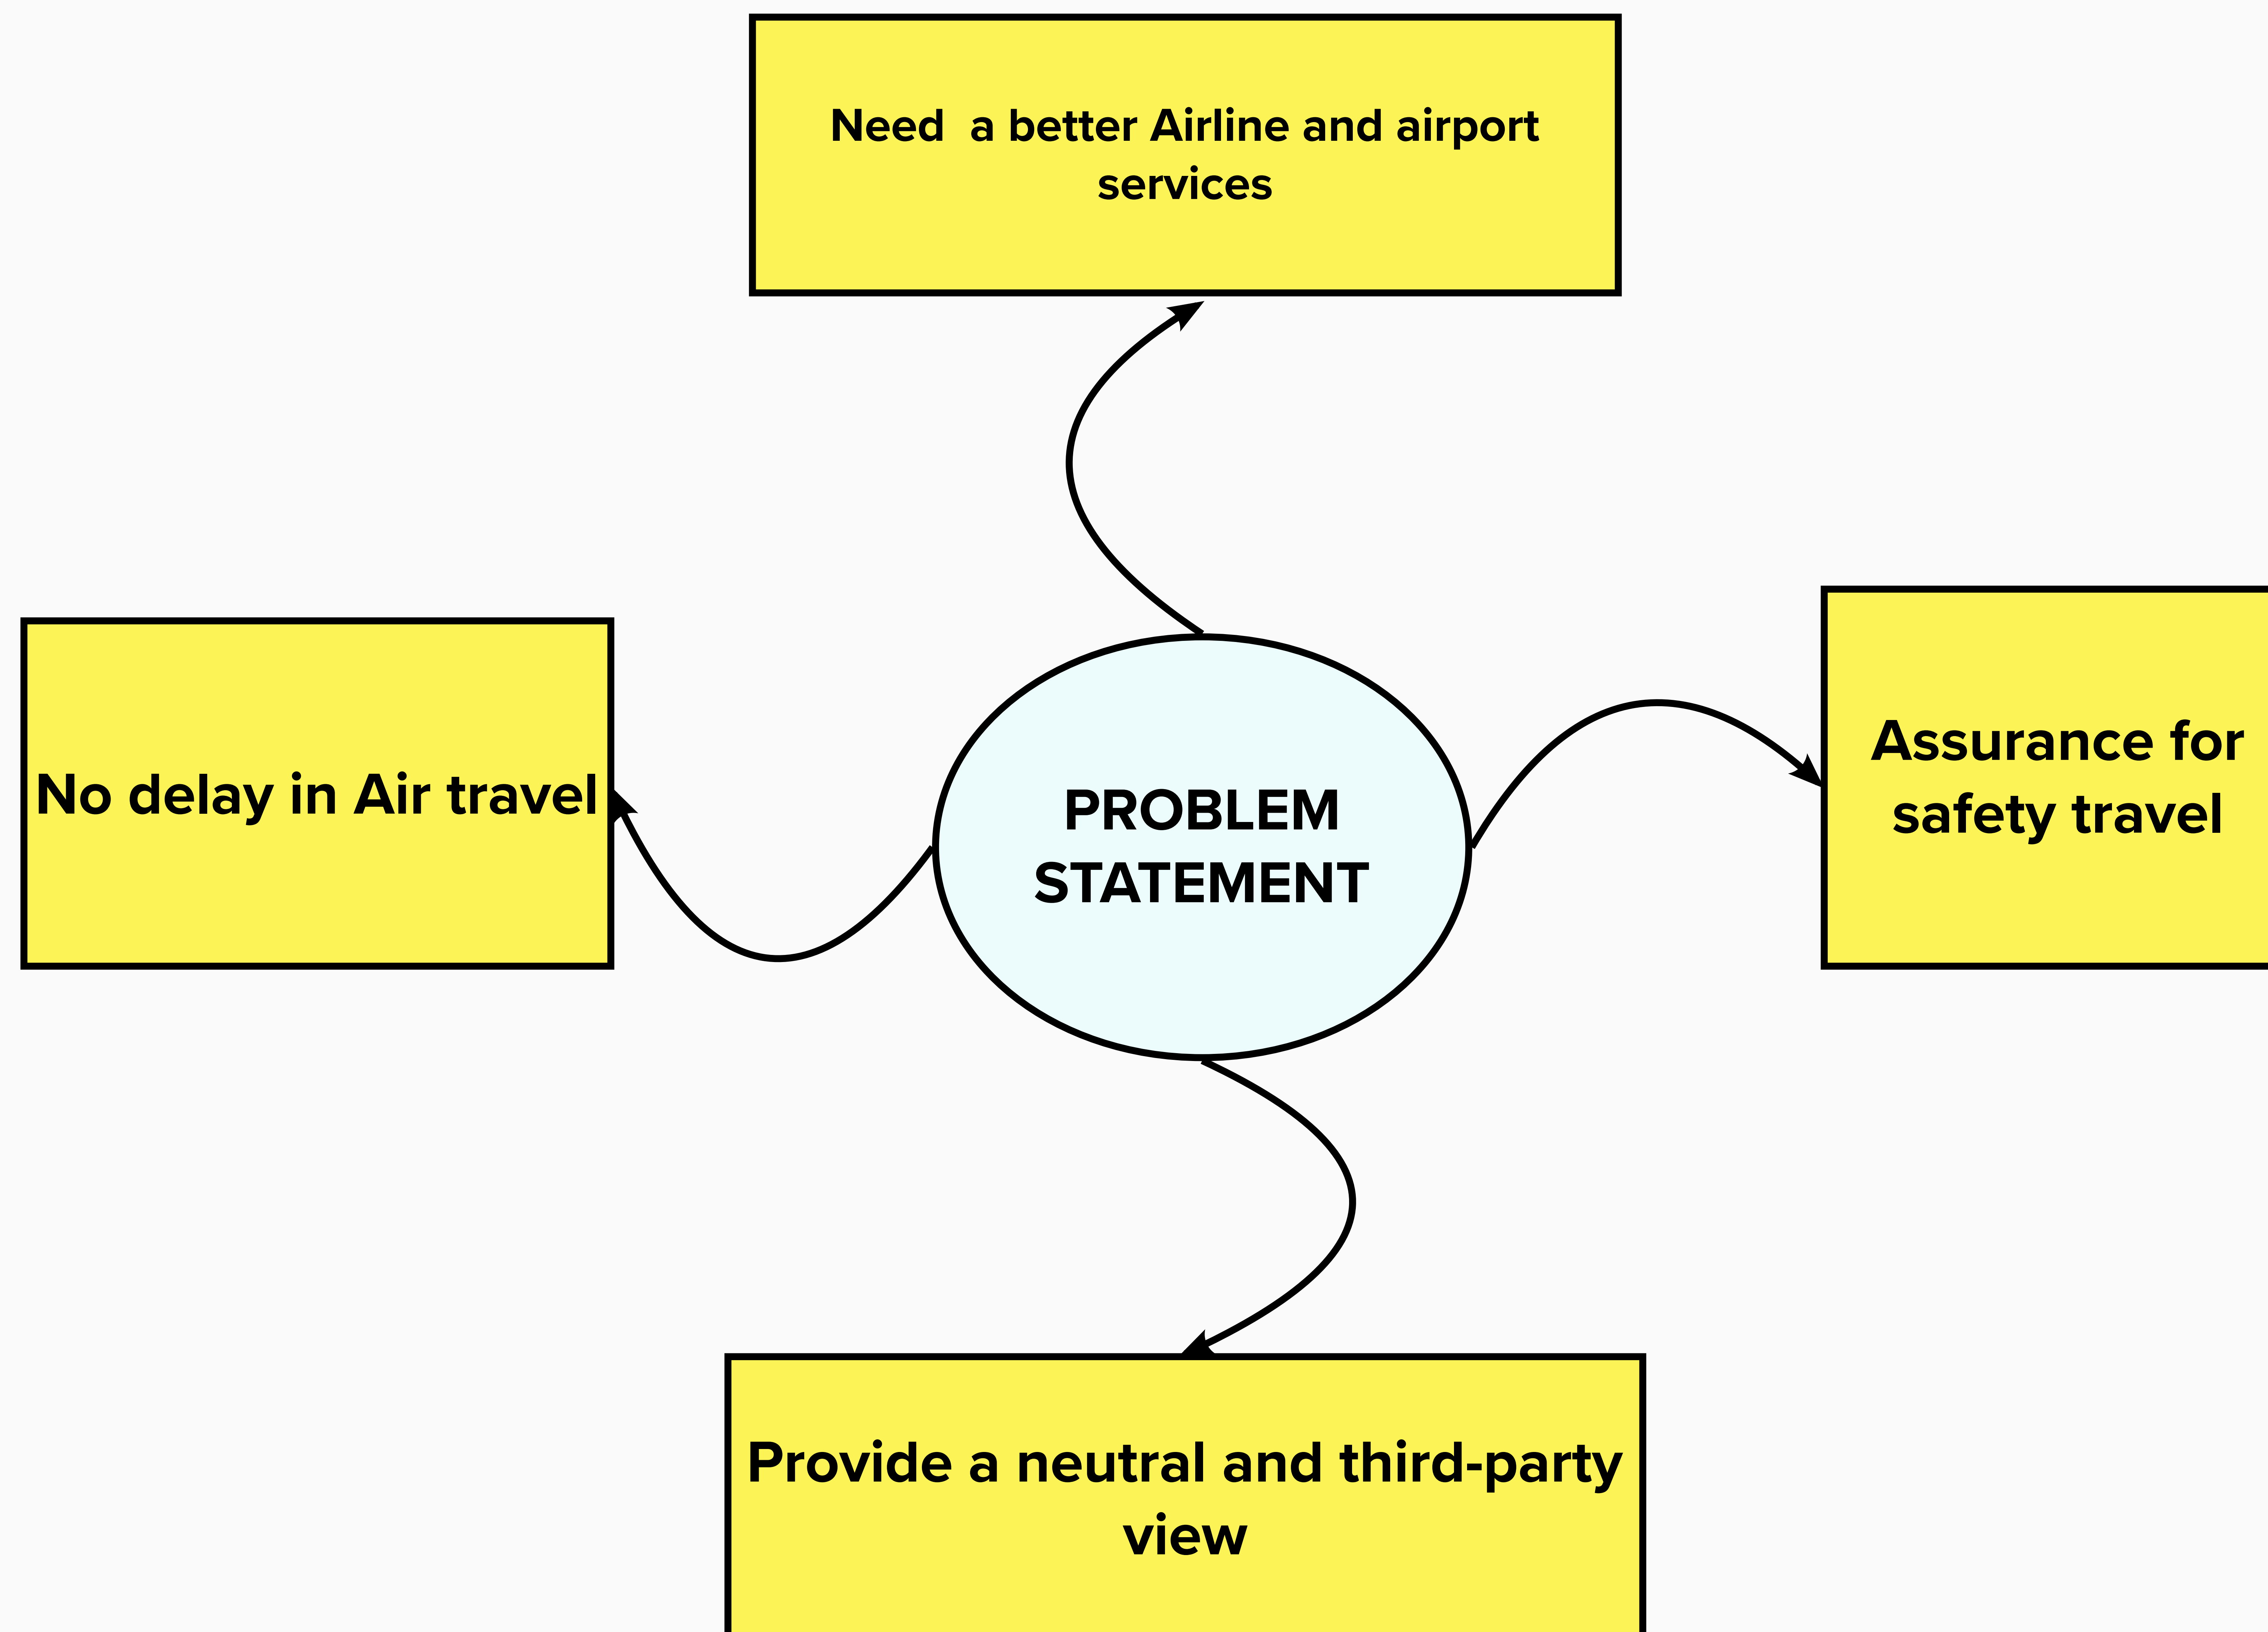 Need  a better Airline and airport
services
No delay in Air travel
PROBLEM
STATEMENT
Assurance for
safety travel
Provide a neutral and third-party
view